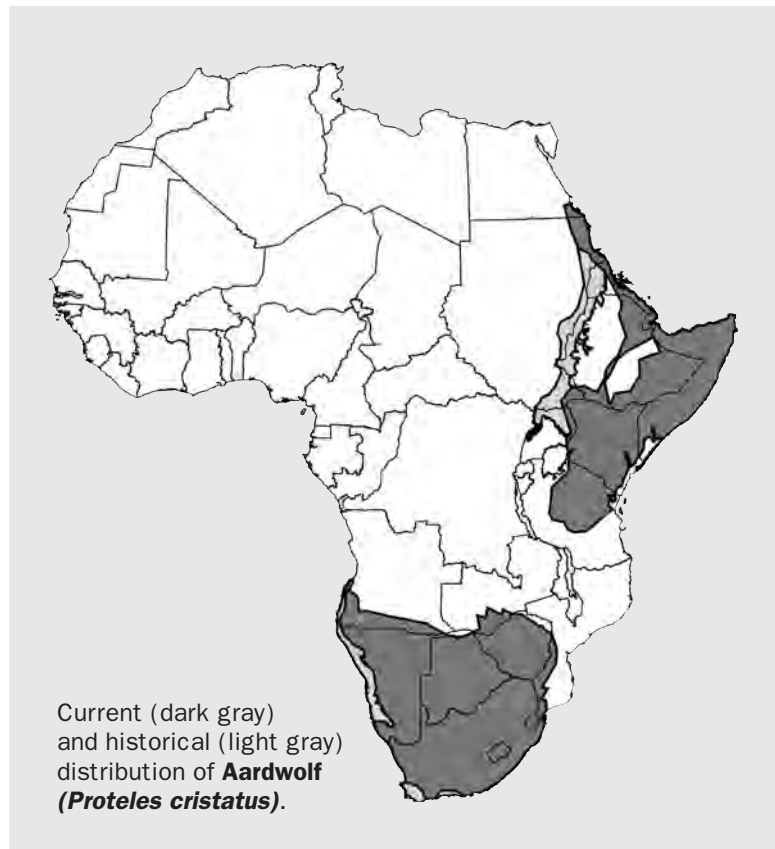 Current (dark gray)
and historical (light gray)
distribution of Aardwolf
(Proteles cristatus).